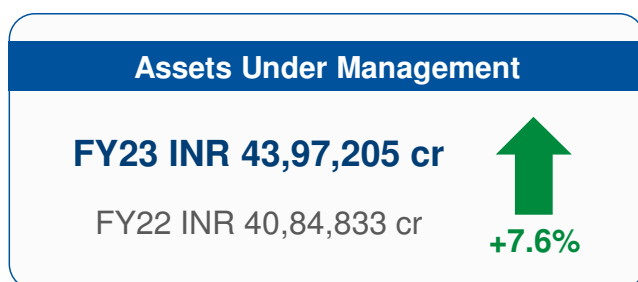 Assets Under Management
FY23 INR 43,97,205 cr
FY22 INR 40,84,833 cr
+7.6%